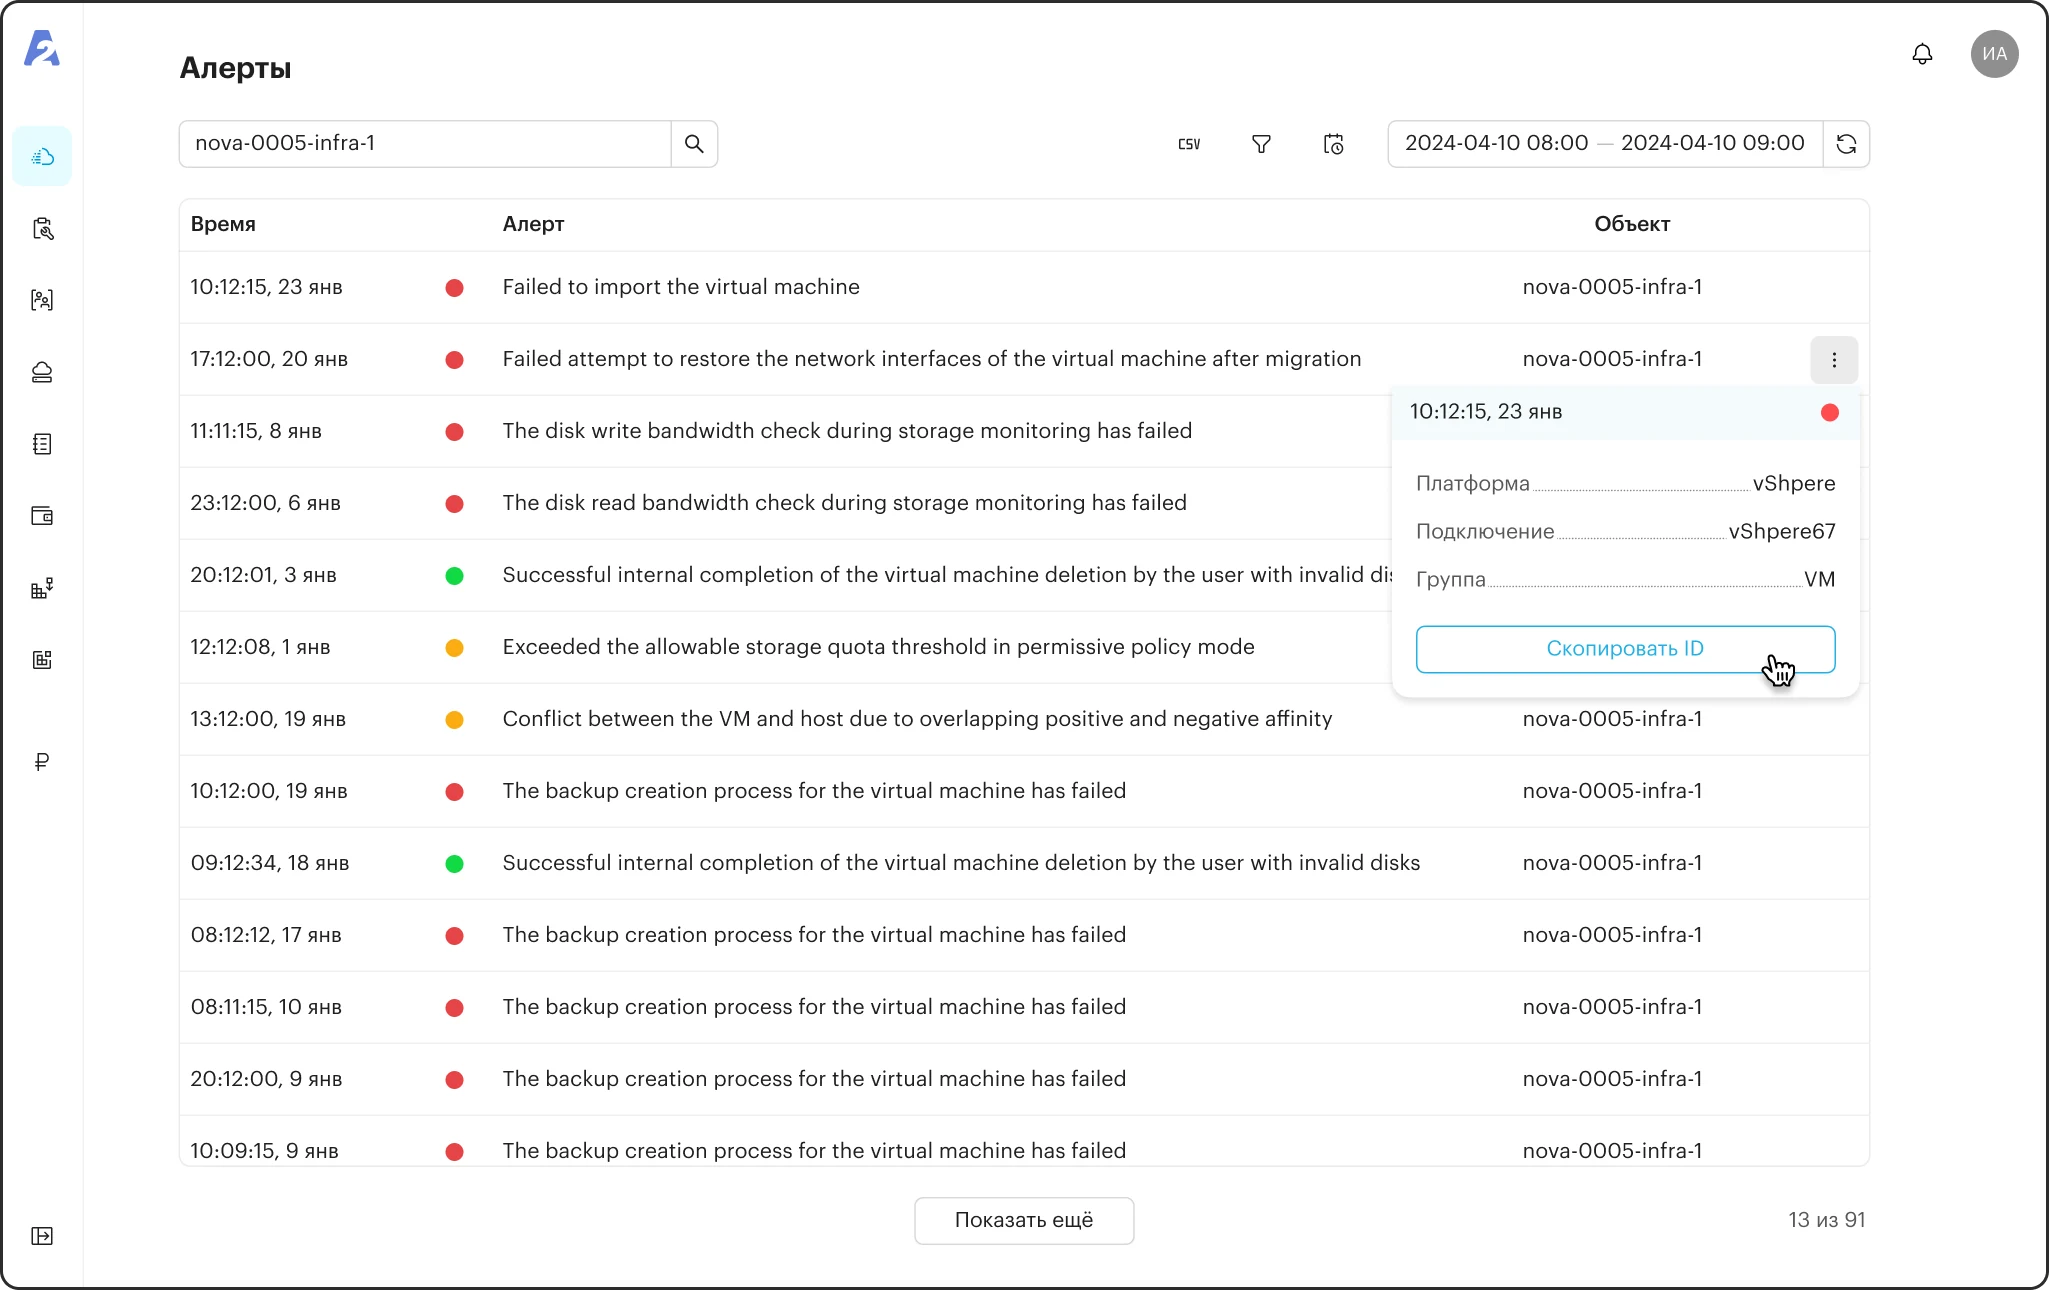 Алерты
ИА
nova-0005-infra-1
CSV
2024-04-10 08:00 — 2024-04-10 09:00
Время Алерт Объект
10:12:15, 23 янв Failed to import the virtual machine nova-0005-infra-1
17:12:00, 20 янв Failed attempt to restore the network interfaces of the virtual machine after migration nova-0005-infra-1
10:12:15, 23 янв
11:11:15, 8 янв The disk write bandwidth check during storage monitoring has failed
Платформа vShpere
23:12:00, 6 янв The disk read bandwidth check during storage monitoring has failed
Подключение vShpere67
20:12:01, 3 янв Successful internal completion of the virtual machine deletion by the user with invalid dis
Группа VM
12:12:08, 1 янв Exceeded the allowable storage quota threshold in permissive policy mode
Скопировать ID
13:12:00, 19 янв Conflict between the VM and host due to overlapping positive and negative affinity nova-0005-infra-1
10:12:00, 19 янв The backup creation process for the virtual machine has failed nova-0005-infra-1
09:12:34, 18 янв Successful internal completion of the virtual machine deletion by the user with invalid disks nova-0005-infra-1
08:12:12, 17 янв The backup creation process for the virtual machine has failed nova-0005-infra-1
08:11:15, 10 янв The backup creation process for the virtual machine has failed nova-0005-infra-1
20:12:00, 9 янв The backup creation process for the virtual machine has failed nova-0005-infra-1
10:09:15, 9 янв The backup creation process for the virtual machine has failed nova-0005-infra-1
Показать ещё
13 из 91